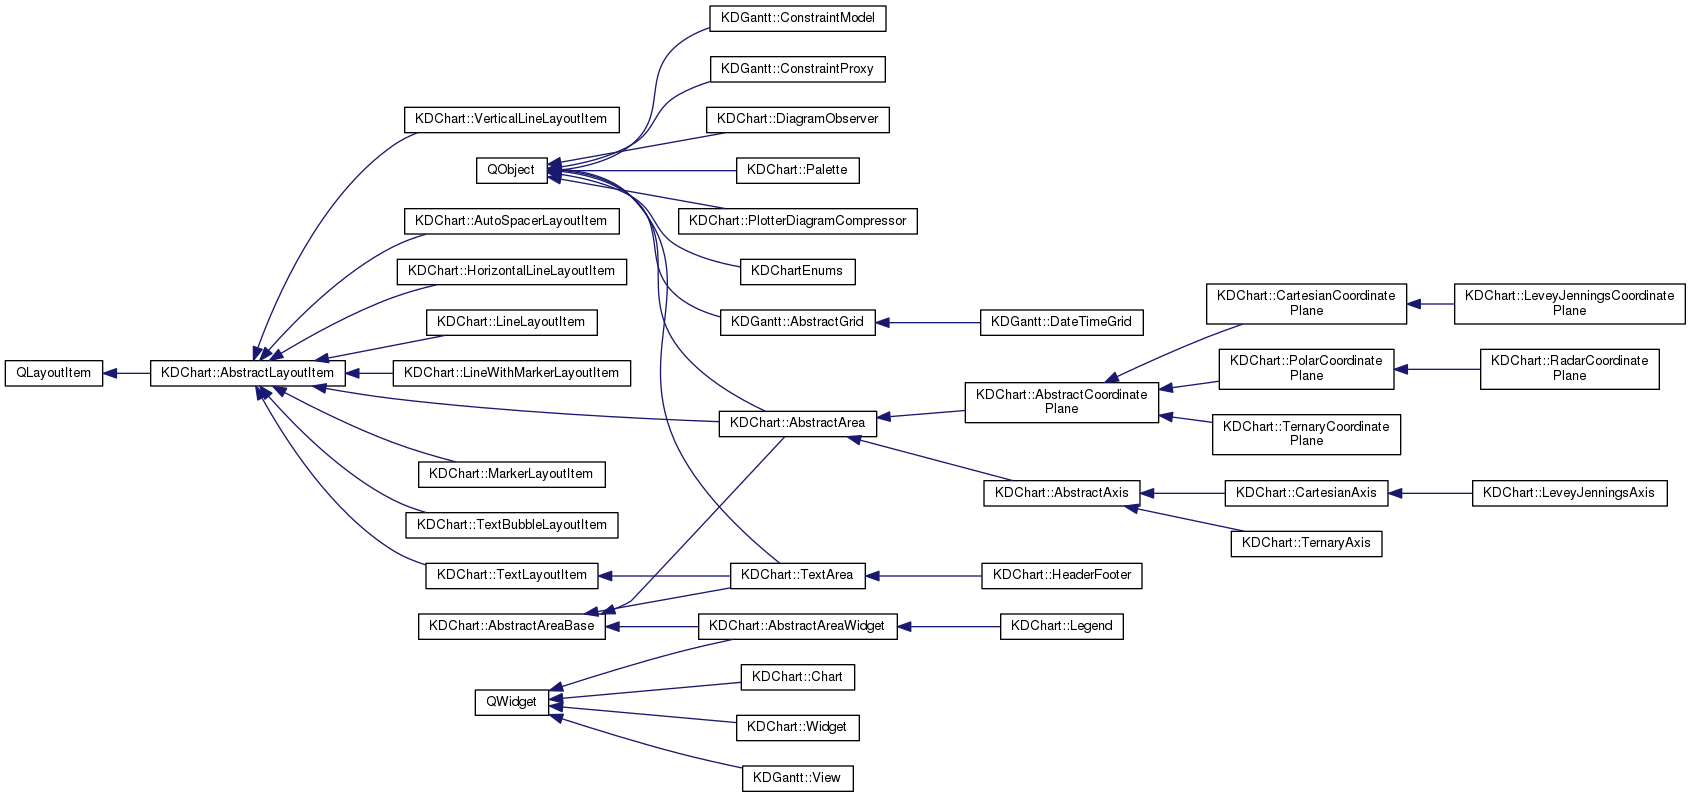 KDGantt::ConstraintModel
KDGantt::ConstraintProxy
KDChart::VerticalLineLayoutItem
KDChart::DiagramObserver
QObject
KDChart::Palette
KDChart::AutoSpacerLayoutItem
KDChart::PlotterDiagramCompressor
KDChart::HorizontalLineLayoutItem
KDChartEnums
KDChart::CartesianCoordinate
Plane
KDChart::LeveyJenningsCoordinate
Plane
KDChart::LineLayoutItem
KDGantt::AbstractGrid
KDGantt::DateTimeGrid
QLayoutItem
KDChart::AbstractLayoutItem
KDChart::LineWithMarkerLayoutItem
KDChart::PolarCoordinate
Plane
KDChart::RadarCoordinate
Plane
KDChart::AbstractCoordinate
Plane
KDChart::AbstractArea
KDChart::TernaryCoordinate
Plane
KDChart::MarkerLayoutItem
KDChart::AbstractAxis
KDChart::CartesianAxis
KDChart::LeveyJenningsAxis
KDChart::TextBubbleLayoutItem
KDChart::TernaryAxis
KDChart::TextLayoutItem
KDChart::TextArea
KDChart::HeaderFooter
KDChart::AbstractAreaBase
KDChart::AbstractAreaWidget
KDChart::Legend
KDChart::Chart
QWidget
KDChart::Widget
KDGantt::View